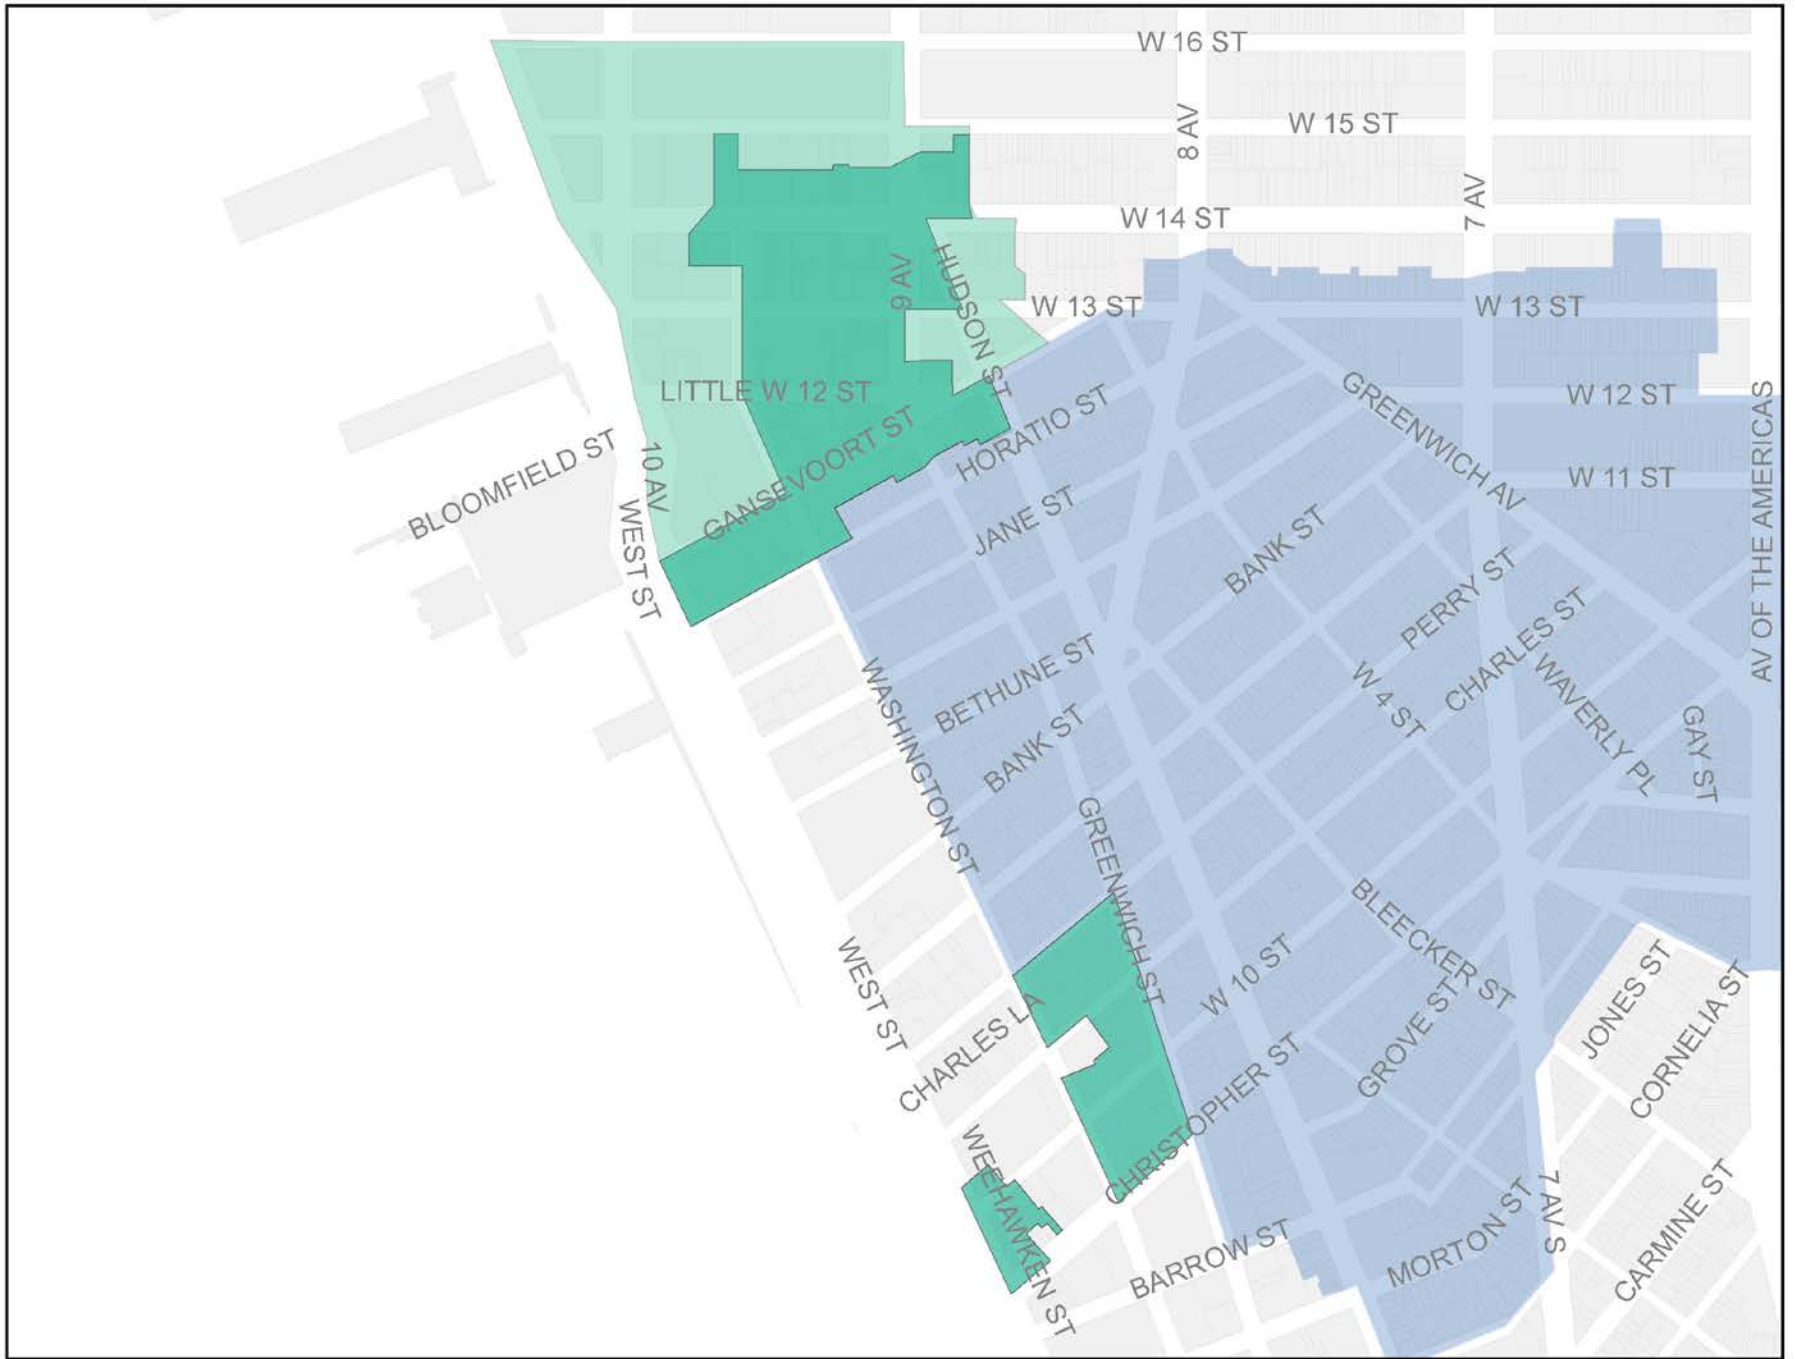 W 16 ST
W 15 ST
8 AV
7 AV
W 14 ST
9 AV
HUDSON ST
W 13 ST
W 13 ST
LITTLE W 12 ST
W 12 ST
GREENWICH AV
AV OF THE AMERICAS
HORATIO ST
GANSEVOORT ST
BLOOMFIELD ST
10 AV
W 11 ST
WEST ST
JANE ST
BANK ST
PERRY ST
CHARLES ST
WASHINGTON ST
BETHUNE ST
W 4 ST
WAVERLY PL
GAY ST
BANK ST
GREENWICH ST
BLEECKER ST
WEST ST
W 10 ST
JONES ST
CORNELIA ST
CHARLES LA
GROVE ST
CHRISTOPHER ST
WEEHAWKEN ST
7 AV S
MORTON ST
CARMINE ST
BARROW ST